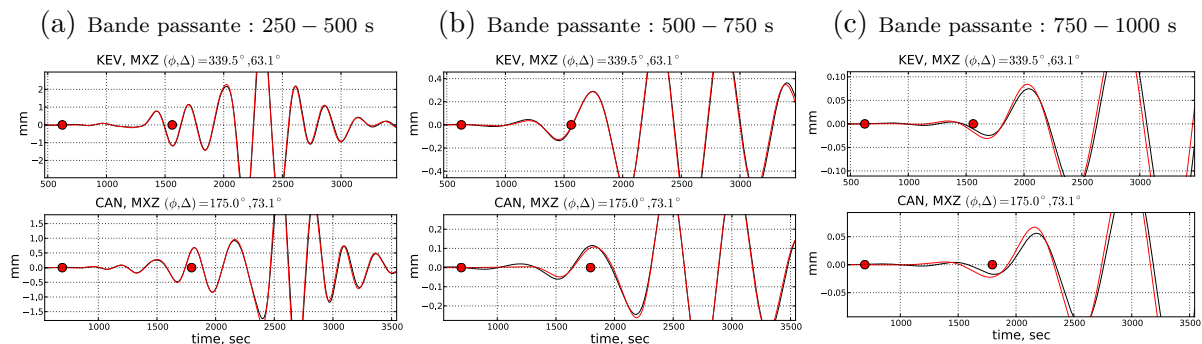 (a) Bande passante : 250 – 500 s
(b) Bande passante : 500 – 750 s
(c) Bande passante : 750 – 1000 s
KEV, MXZ (ϕ,Δ)=339.5°,63.1°
mm
2
1
0
−1
−2
500 1000 1500 2000 2500 3000
KEV, MXZ (ϕ,Δ)=339.5°,63.1°
mm
0.4
0.2
0.0
−0.2
−0.4
500 1000 1500 2000 2500 3000
KEV, MXZ (ϕ,Δ)=339.5°,63.1°
mm
0.10
0.05
0.00
−0.05
−0.10
500 1000 1500 2000 2500 3000
CAN, MXZ (ϕ,Δ)=175.0°,73.1°
mm
1.5
1.0
0.5
0.0
−0.5
−1.0
−1.5
1000 1500 2000 2500 3000 3500
time, sec
CAN, MXZ (ϕ,Δ)=175.0°,73.1°
mm
0.2
0.1
0.0
−0.1
−0.2
1000 1500 2000 2500 3000 3500
time, sec
CAN, MXZ (ϕ,Δ)=175.0°,73.1°
mm
0.05
0.00
−0.05
1000 1500 2000 2500 3000 3500
time, sec